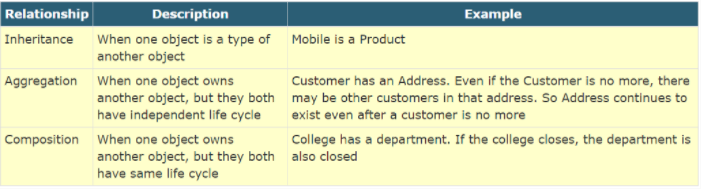 Relationship Description Example
Inheritance When one object is a type of Mobile is a Product
another object
Aggregation When one object owns Customer has an Address. Even if the Customer is no more, there
another object, but they both may be other customers in that address. So Address continues to
have independent life cycle exist even after a customer is no more
Composition When one object owns College has a department. If the college closes, the department is
another object, but they both also closed
have same life cycle